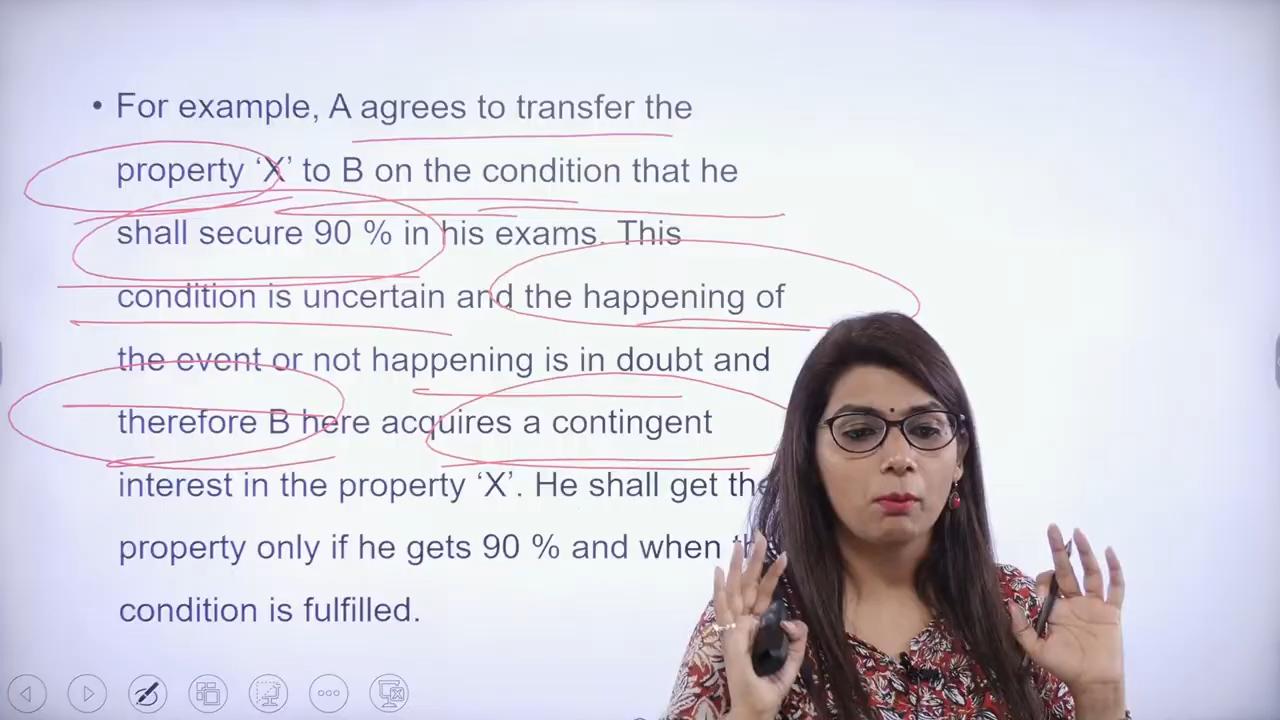 • For example, A agrees to transfer the
property ‘X’ to B on the condition that he
shall secure 90 % in his exams. This
condition is uncertain and the happening of
the event or not happening is in doubt and
therefore B here acquires a contingent
interest in the property ‘X’. He shall get the
property only if he gets 90 % and when
condition is fulfilled.